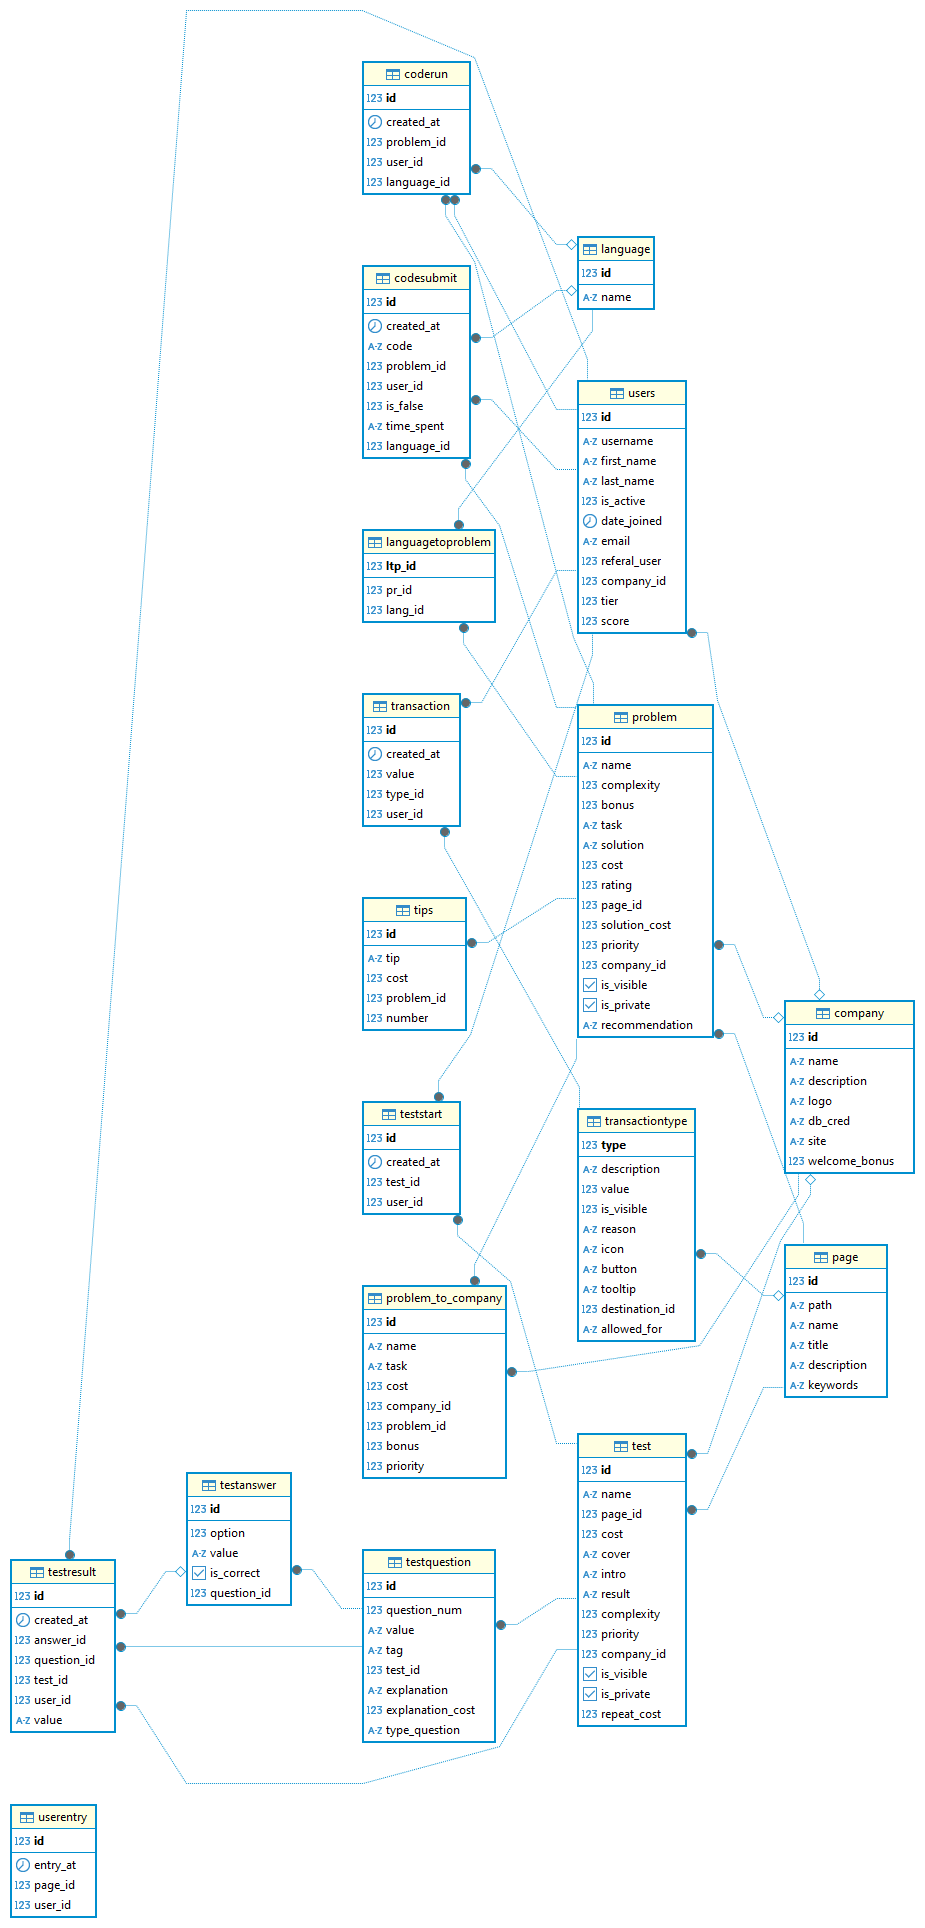 coderun
123 id
created_at
123 problem_id
123 user_id
123 language_id
language
123 id
A-Z name
codesubmit
123 id
created_at
A-Z code
123 problem_id
123 user_id
123 is_false
A-Z time_spent
123 language_id
users
123 id
A-Z username
A-Z first_name
A-Z last_name
123 is_active
date_joined
A-Z email
123 referal_user
123 company_id
123 tier
123 score
languagetoproblem
123 ltp_id
123 pr_id
123 lang_id
transaction
123 id
created_at
123 value
123 type_id
123 user_id
problem
123 id
A-Z name
123 complexity
123 bonus
A-Z task
A-Z solution
123 cost
123 rating
123 page_id
123 solution_cost
123 priority
123 company_id
is_visible
is_private
A-Z recommendation
tips
123 id
A-Z tip
123 cost
123 problem_id
123 number
company
123 id
A-Z name
A-Z description
A-Z logo
A-Z db_cred
A-Z site
123 welcome_bonus
teststart
123 id
created_at
123 test_id
123 user_id
transactiontype
123 type
A-Z description
123 value
123 is_visible
A-Z reason
A-Z icon
A-Z button
A-Z tooltip
123 destination_id
A-Z allowed_for
page
123 id
A-Z path
A-Z name
A-Z title
A-Z description
A-Z keywords
problem_to_company
123 id
A-Z name
A-Z task
123 cost
123 company_id
123 problem_id
123 bonus
123 priority
test
123 id
A-Z name
123 page_id
123 cost
A-Z cover
A-Z intro
A-Z result
123 complexity
123 priority
123 company_id
is_visible
is_private
123 repeat_cost
testanswer
123 id
123 option
A-Z value
is_correct
123 question_id
testquestion
123 id
123 question_num
A-Z value
A-Z tag
123 test_id
A-Z explanation
123 explanation_cost
A-Z type_question
testresult
123 id
created_at
123 answer_id
123 question_id
123 test_id
123 user_id
A-Z value
userentry
123 id
entry_at
123 page_id
123 user_id